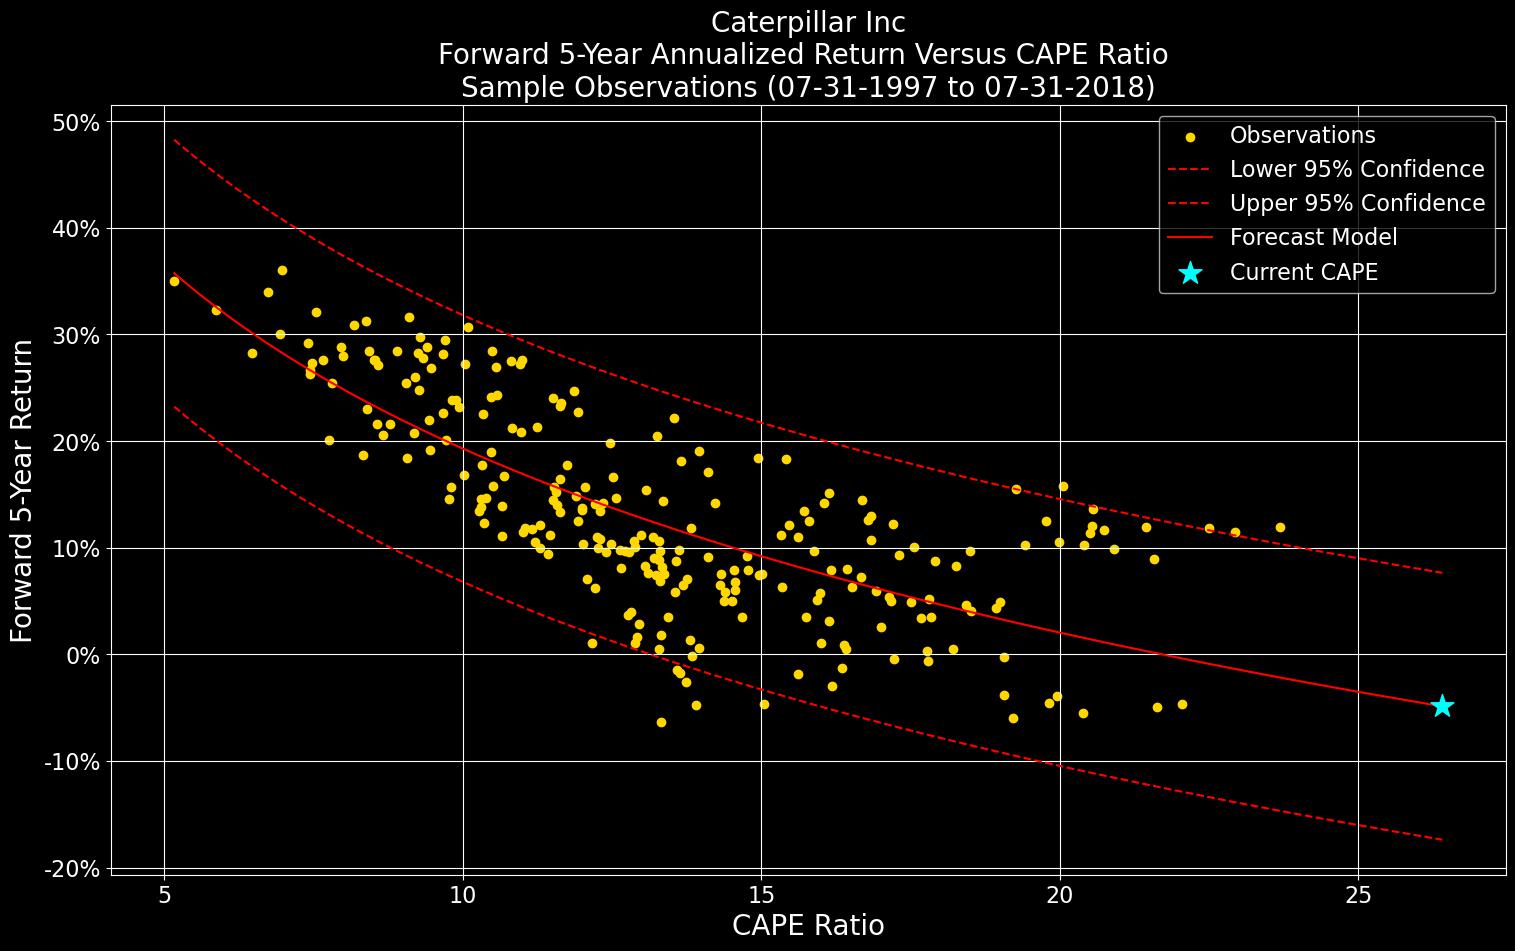 Caterpillar Inc
Forward 5-Year Annualized Return Versus CAPE Ratio
Sample Observations (07-31-1997 to 07-31-2018)
Observations
Lower 95% Confidence
Upper 95% Confidence
Forecast Model
Current CAPE
50%
40%
30%
20%
10%
0%
-10%
-20%
Forward 5-Year Return
5 10 15 20 25
CAPE Ratio